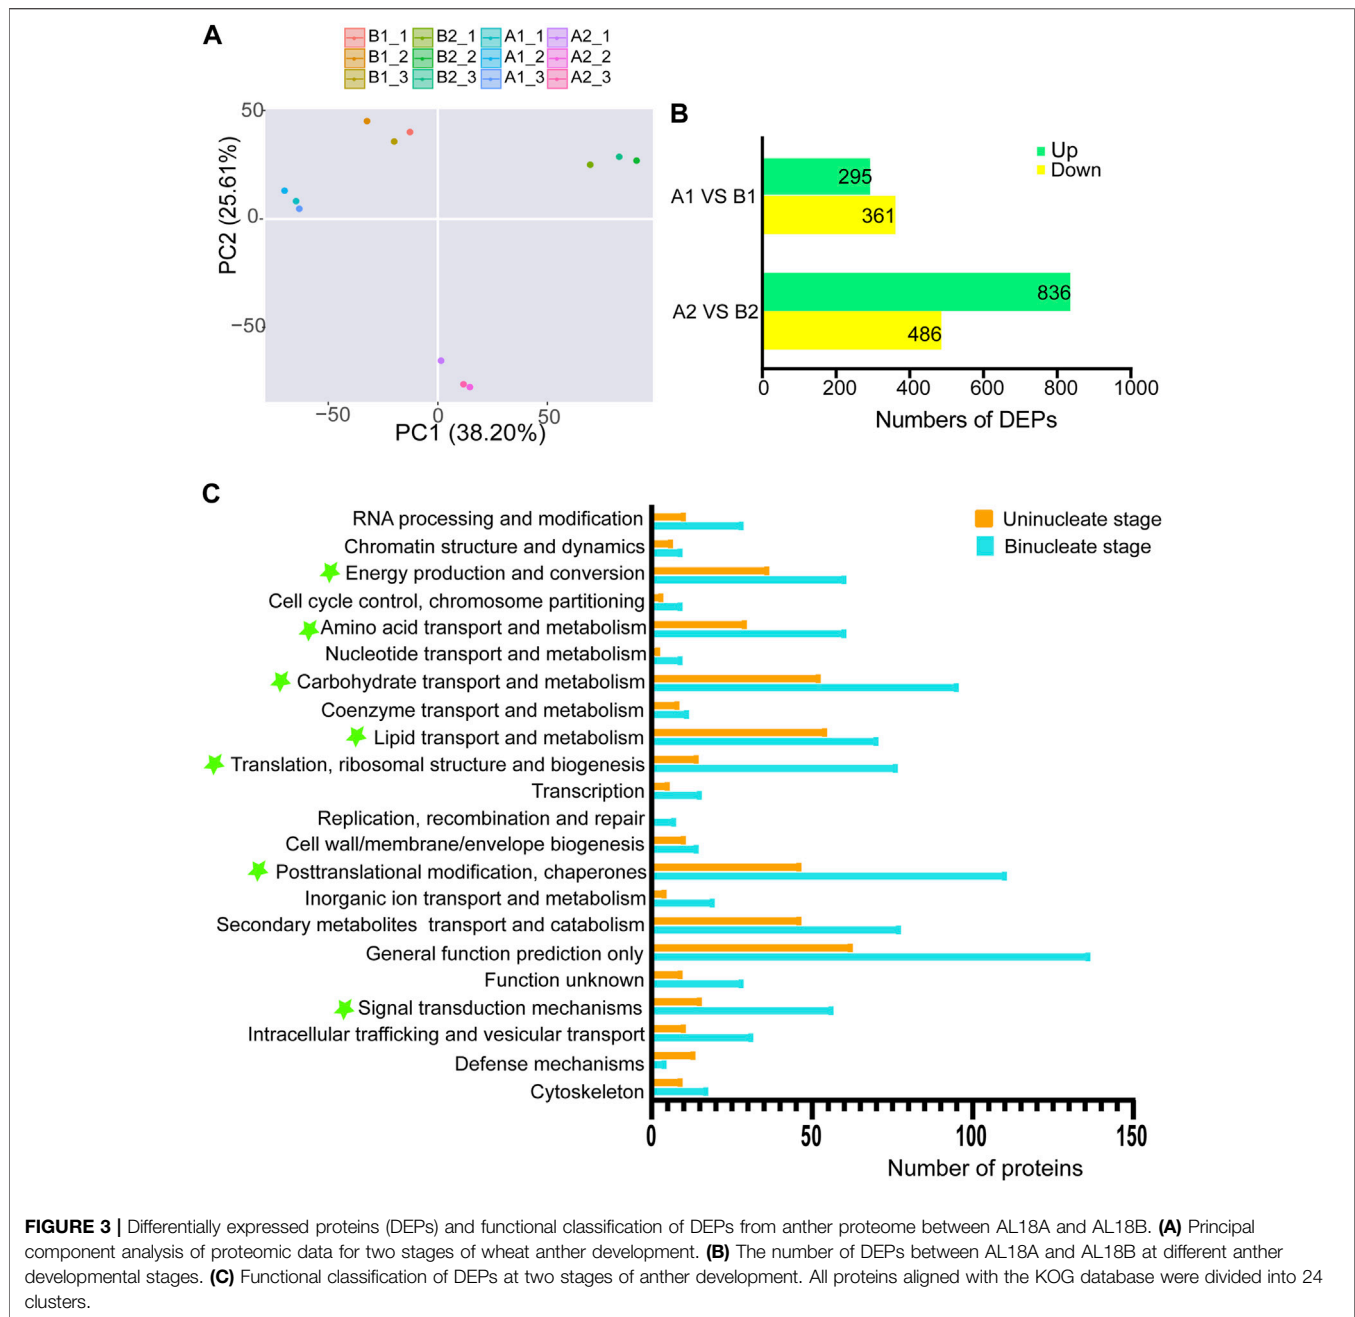 A
B1_1 B2_1 A1_1 A2_1
B1_2 B2_2 A1_2 A2_2
B1_3 B2_3 A1_3 A2_3
50
0
−50
PC2 (25.61%)
−50 0 50
PC1 (38.20%)
B
Up
Down
A1 VS B1
295
361
A2 VS B2
836
486
0 200 400 600 800 1000
Numbers of DEPs
C
Uninucleate stage
Binucleate stage
RNA processing and modification
Chromatin structure and dynamics
Energy production and conversion
Cell cycle control, chromosome partitioning
Amino acid transport and metabolism
Nucleotide transport and metabolism
Carbohydrate transport and metabolism
Coenzyme transport and metabolism
Lipid transport and metabolism
Translation, ribosomal structure and biogenesis
Transcription
Replication, recombination and repair
Cell wall/membrane/envelope biogenesis
Posttranslational modification, chaperones
Inorganic ion transport and metabolism
Secondary metabolites transport and catabolism
General function prediction only
Function unknown
Signal transduction mechanisms
Intracellular trafficking and vesicular transport
Defense mechanisms
Cytoskeleton
0 50 100 150
Number of proteins
FIGURE 3 | Differentially expressed proteins (DEPs) and functional classification of DEPs from anther proteome between AL18A and AL18B. (A) Principal
component analysis of proteomic data for two stages of wheat anther development. (B) The number of DEPs between AL18A and AL18B at different anther
developmental stages. (C) Functional classification of DEPs at two stages of anther development. All proteins aligned with the KOG database were divided into 24
clusters.